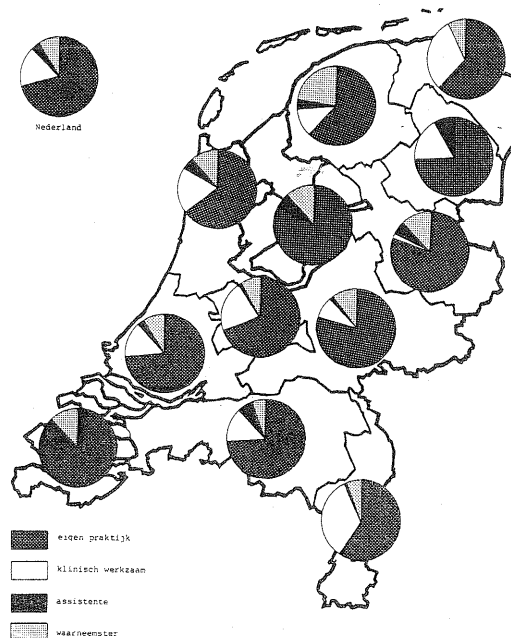 Nederland
eigen praktijk
klinisch werkzaam
assistente
waarneemster